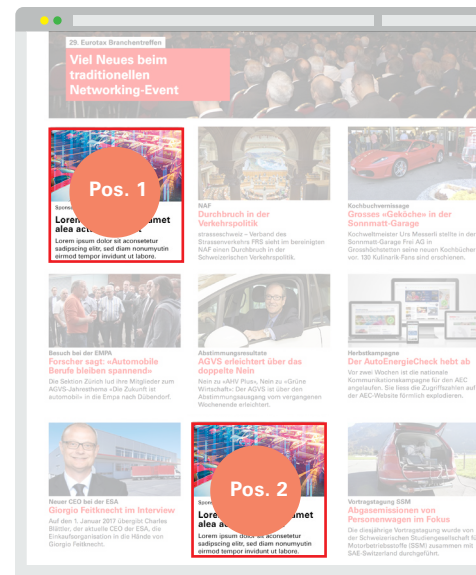 29. Eurotax Branchentreffen
Viel Neues beim
traditionellen
Networking-Event
Pos. 1
amet
alea
Lorem ipsum dolor sit aconsetetur
sadipscing elitr, sed diam nonumyutin
eirmod tempor invidunt ut labore.
NAF
Durchbruch in der
Verkehrspolitik
strasseschweiz – Verband des
Strassenverkehrs FRS sieht im bereinigten
NAF einen Durchbruch in der
Schweizerischen Verkehrspolitik.
Kochbuchvernissage
Grosses «Geköche» in der
Sonnmatt-Garage
Kochweltmeister Urs Messerli stellte in der
Sonnmatt-Garage Frei AG in
Grosshöchstetten seine neuen Kochbücher
vor. 130 Kulinarik-Fans sind erschienen.
Besuch bei der EMPA
Forscher sagt: «Automobile
Berufe bleiben spannend»
Die Sektion Zürich lud ihre Mitglieder zum
AGVS-Jahresthema «Die Zukunft ist
automobil» in die Empa nach Dübendorf.
Abstimmungsresultate
AGVS erleichtert über das
doppelte Nein
Nein zu «AHV Plus», Nein zu «Grüne
Wirtschaft»: Der AGVS ist über den
Abstimmungsausgang vom vergangenen
Wochenende erleichtert.
Herbstkampagne
Der AutoEnergieCheck hebt ab
Vor zwei Wochen ist die nationale
Kommunikationskampagne für den AEC
angelaufen. Sie liess die Zugriffszahlen auf
der AEC-Website förmlich explodieren.
Neuer CEO bei der ESA
Giorgio Feitknecht im Interview
Auf den 1. Januar 2017 übergibt Charles
Blättler, der aktuelle CEO der ESA, die
Einkaufsorganisation in die Hände von
Giorgio Feitknecht.
Pos. 2
amet
alea
Lorem ipsum dolor sit aconsetetur
sadipscing elitr, sed diam nonumyutin
eirmod tempor invidunt ut labore.
Vortragstagung SSM
Abgasemissionen von
Personenwagen im Fokus
Die diesjährige Vortragstagung wurde von
der Schweizerischen Studiengesellschaft für
Motorbetriebsstoffe (SSM) zusammen mit
SAE-Switzerland durchgeführt.